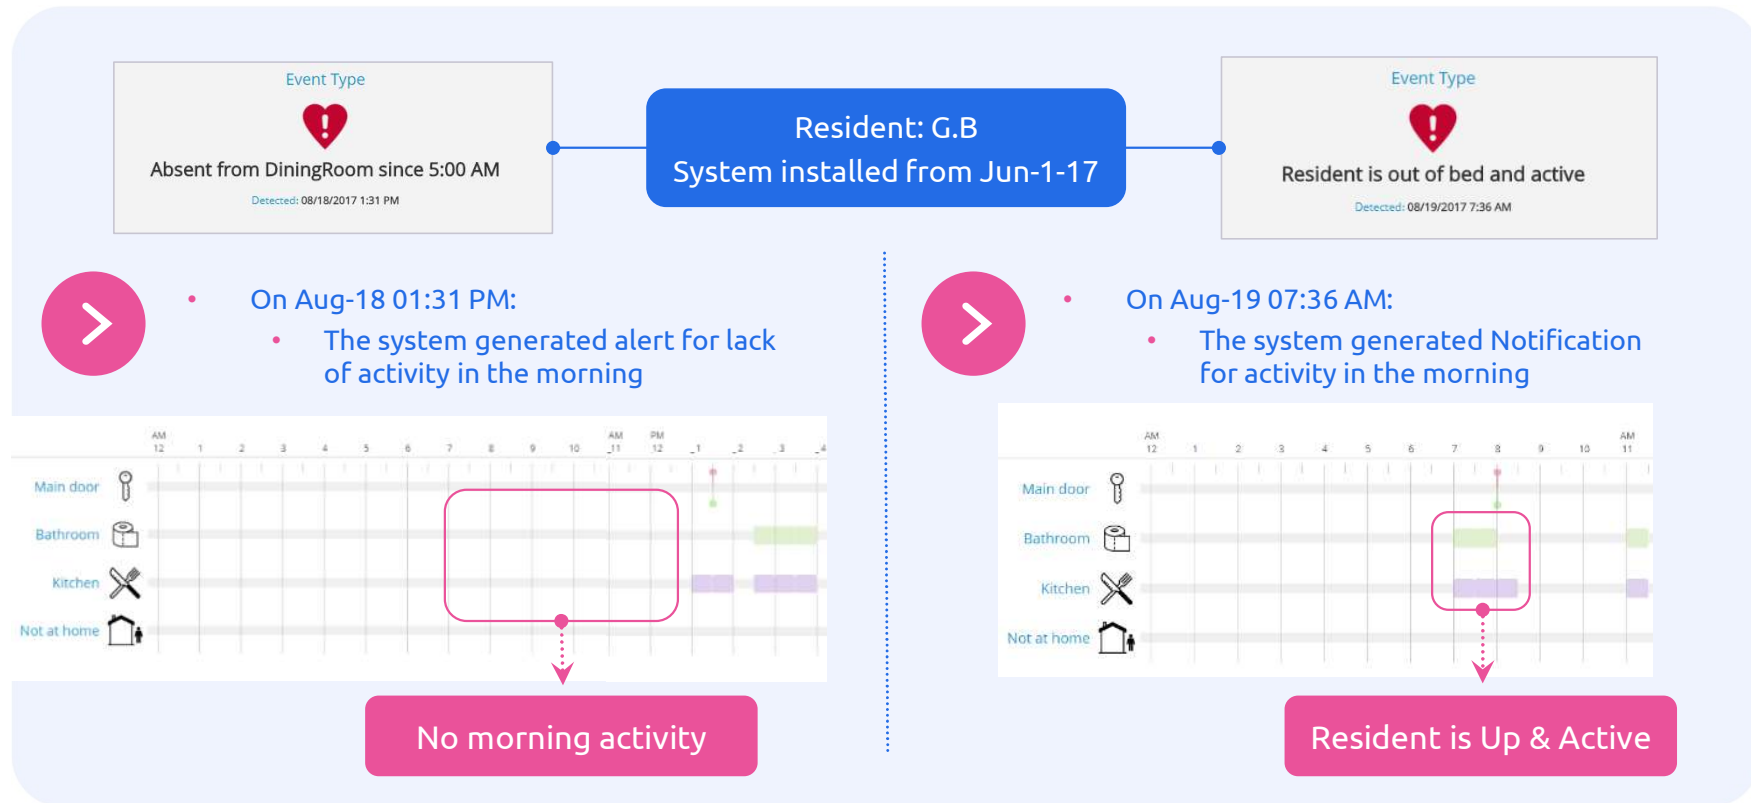 Event Type
Absent from DiningRoom since 5:00 AM
Detected: 08/18/2017 1:31 PM
Resident: G.B
System installed from Jun-1-17
Event Type
Resident is out of bed and active
Detected: 08/19/2017 7:36 AM
• On Aug-18 01:31 PM:
• The system generated alert for lack
of activity in the morning
AM AM PM
12 1 2 3 4 5 6 7 8 9 10 11 12 1 2 3 4
Main door
Bathroom
Kitchen
Not at home
No morning activity
• On Aug-19 07:36 AM:
• The system generated Notification
for activity in the morning
AM AM
12 1 2 3 4 5 6 7 8 9 10 11
Main door
Bathroom
Kitchen
Not at home
Resident is Up & Active